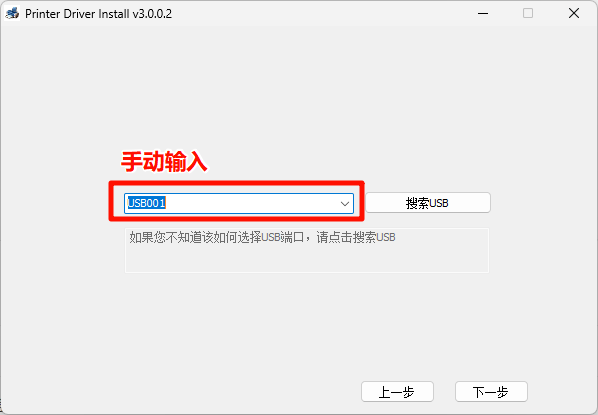 Printer Driver Install v3.0.0.2
手动输入
USB001
搜索USB
如果您不知道该如何选择USB端口，请点击搜索USB
上一步
下一步